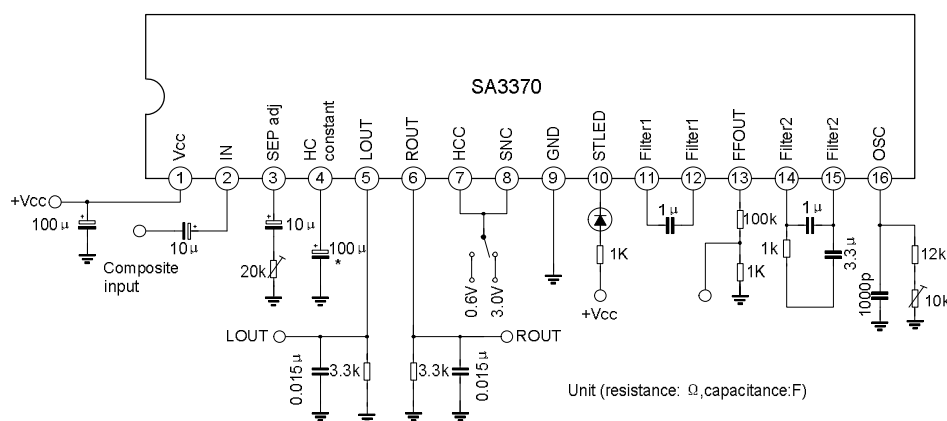 SA3370
Vcc
IN
SEP adj
HC constant
LOUT
ROUT
HCC
SNC
GND
STLED
Filter1
Filter1
FFOUT
Filter2
Filter2
OSC
1
2
3
4
5
6
7
8
9
10
11
12
13
14
15
16
+Vcc
100μ
+
10μ
+
Composite
input
10μ
+
20k
100μ
+
*
0.6V
3.0V
1K
+Vcc
1μ
100k
1K
1μ
1k
3.3μ
1000p
12k
10k
LOUT
0.015μ
3.3k
3.3k
0.015μ
ROUT
Unit (resistance: Ω,capacitance:F)